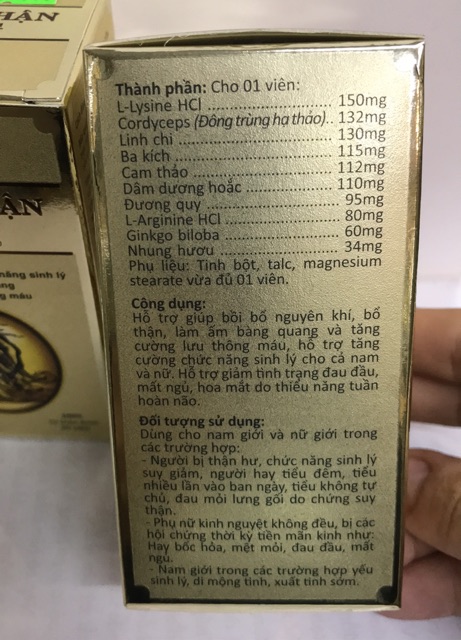 HẬN
ẬN
năng sinh lý
ng
g máu
Thành phần: Cho 01 viên:
L-Lysine HCl ........................ 150mg
Cordyceps (Đông trùng hạ thảo).. 132mg
Linh chi ........................ 130mg
Ba kích ........................ 115mg
Cam thảo ........................ 112mg
Dâm dương hoắc ................ 110mg
Đương quy ........................ 95mg
L-Arginine HCl .................... 80mg
Ginkgo biloba .................... 60mg
Nhung hươu .................... 34mg
Phụ liệu: Tinh bột, talc, magnesium
stearate vừa đủ 01 viên.
Công dụng:
Hỗ trợ giúp bồi bổ nguyên khí, bổ
thận, làm ấm bàng quang và tăng
cường lưu thông máu, hỗ trợ tăng
cường chức năng sinh lý cho cả nam
và nữ. Hỗ trợ giảm tình trạng đau đầu,
mất ngủ, hoa mắt do thiểu năng tuần
hoàn não.
Đối tượng sử dụng:
Dùng cho nam giới và nữ giới trong
các trường hợp:
- Người bị thận hư, chức năng sinh lý
suy giảm, người hay tiểu đêm, tiểu
nhiều lần vào ban ngày, tiểu không tự
chủ, đau mỏi lưng gối do chứng suy
thận.
- Phụ nữ kinh nguyệt không đều, bị các
hội chứng thời kỳ tiền mãn kinh như:
Hay bốc hỏa, mệt mỏi, đau đầu, mất
ngủ.
- Nam giới trong các trường hợp yếu
sinh lý, di mộng tinh, xuất tinh sớm.